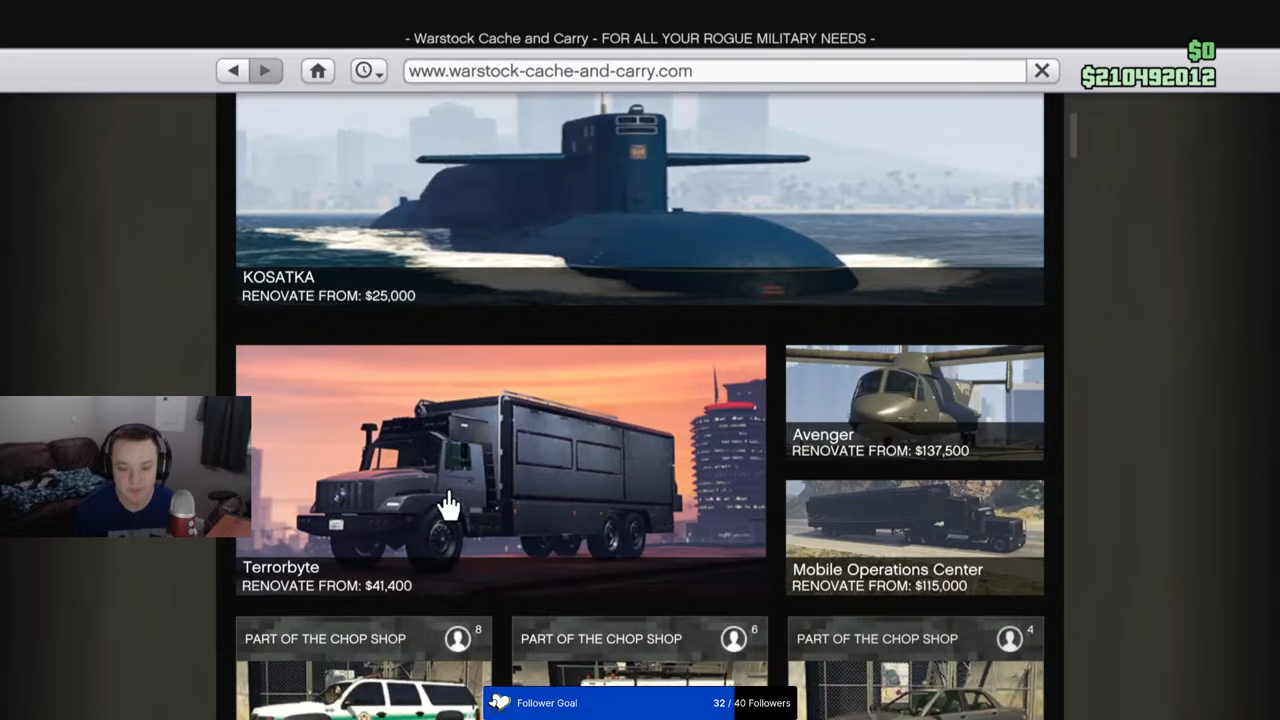 - Warstock Cache and Carry - FOR ALL YOUR ROGUE MILITARY NEEDS -
$0
www.warstock-cache-and-carry.com
$210492012
KOSATKA
RENOVATE FROM: $25,000
Avenger
RENOVATE FROM: $137,500
Terrorbyte
RENOVATE FROM: $41,400
Mobile Operations Center
RENOVATE FROM: $115,000
PART OF THE CHOP SHOP 8
PART OF THE CHOP SHOP 6
PART OF THE CHOP SHOP 4
Follower Goal 32 / 40 Followers